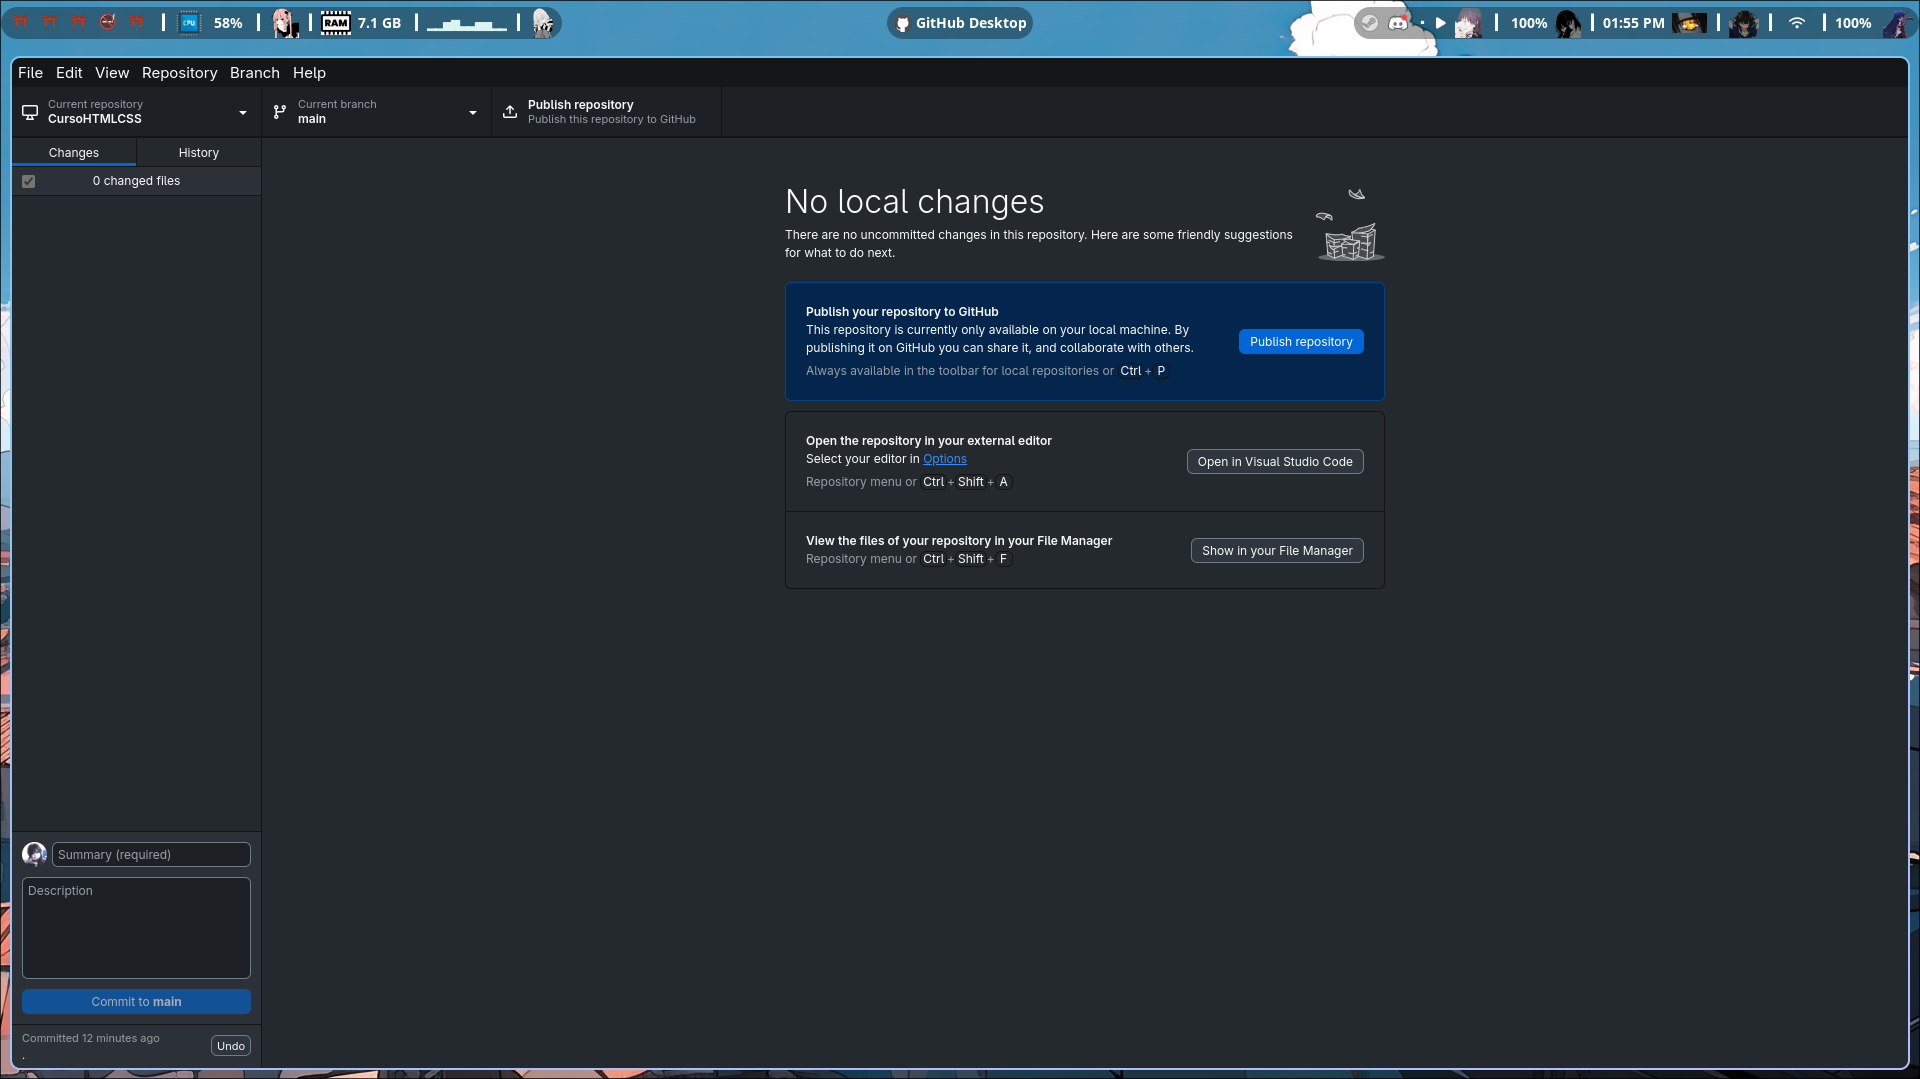 CPU 58% RAM 7.1 GB GitHub Desktop 100% 01:55 PM 100%
File Edit View Repository Branch Help
Current repository
CursoHTMLCSS
Current branch
main
Publish repository
Publish this repository to GitHub
Changes History
0 changed files
No local changes
There are no uncommitted changes in this repository. Here are some friendly suggestions
for what to do next.
Publish your repository to GitHub
This repository is currently only available on your local machine. By
publishing it on GitHub you can share it, and collaborate with others.
Always available in the toolbar for local repositories or Ctrl + P
Publish repository
Open the repository in your external editor
Select your editor in Options
Repository menu or Ctrl + Shift + A
Open in Visual Studio Code
View the files of your repository in your File Manager
Repository menu or Ctrl + Shift + F
Show in your File Manager
Summary (required)
Description
Commit to main
Committed 12 minutes ago
.
Undo